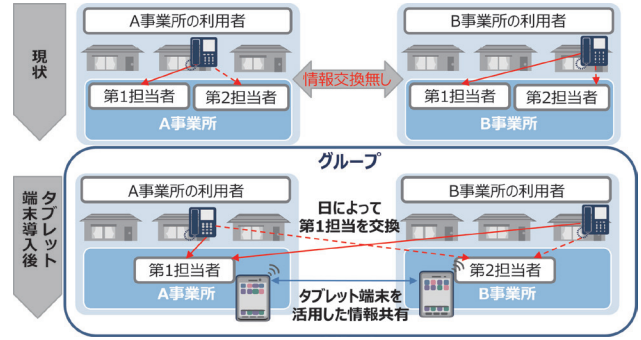 現状
A事業所の利用者
第1担当者
第2担当者
A事業所
情報交換無し
B事業所の利用者
第1担当者
第2担当者
B事業所
タブレット
端末導入後
グループ
A事業所の利用者
第1担当者
A事業所
日によって
第1担当を交換
タブレット端末を
活用した情報共有
B事業所の利用者
第2担当者
B事業所